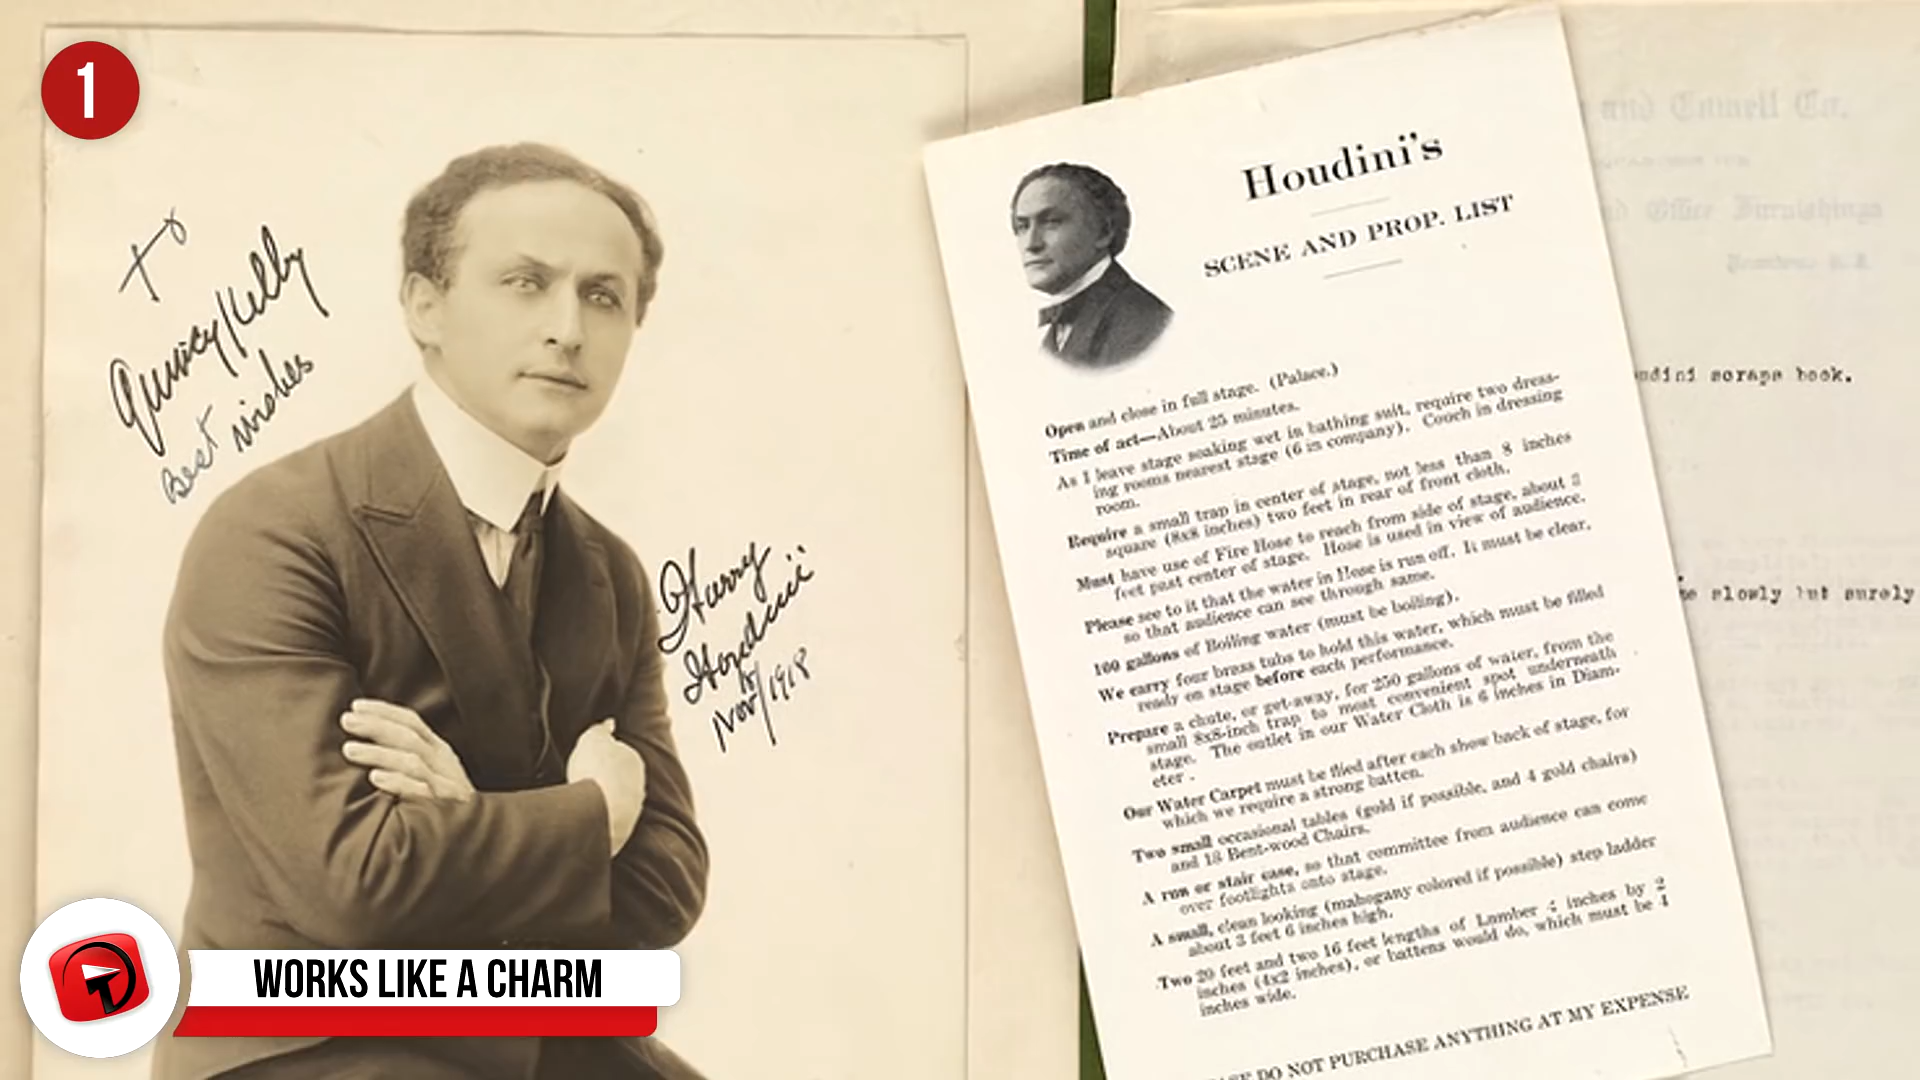 1
To
Quincy Kilby
Best wishes
Harry
Houdini
Nov/1918
WORKS LIKE A CHARM
Houdini's
SCENE AND PROP. LIST
Open and close in full stage. (Palace.)
Time of act—About 25 minutes.
As I leave stage soaking wet in bathing suit, require two dress-
ing rooms nearest stage (6 in company). Couch in dressing
room.
Require a small trap in center of stage, not less than 8 inches
square (8x8 inches) two feet in rear of front cloth.
Must have use of Fire Hose to reach from side of stage, about
feet past center of stage. Hose is used in view of audience.
Please see to it that the water in Hose is run off. It must be clear,
so that audience can see through same.
100 gallons of Boiling water (must be boiling).
We carry four brass tubs to hold this water, which must be filled
ready on stage before each performance.
Prepare a chute, or get-away, for 250 gallons of water, from the
small 8x8-inch trap to most convenient spot underneath
stage. The outlet in our Water Cloth is 6 inches in Diam-
eter.
Our Water Carpet must be flied after each show back of stage, for
which we require a strong batten.
Two small occasional tables (gold if possible, and 4 gold chairs)
and 18 Bent-wood Chairs.
A run or stair case, so that committee from audience can come
over footlights onto stage.
A small, clean looking (mahogany colored if possible) step ladder
about 3 feet 6 inches high.
Two 20 feet and two 16 feet lengths of Lumber 4 inches by 2
inches (4x2 inches), or battens would do, which must be 4
inches wide.
DO NOT PURCHASE ANYTHING AT MY EXPENSE
and Comell Co.
Office Furnishings
scraps book.
slowly but surely